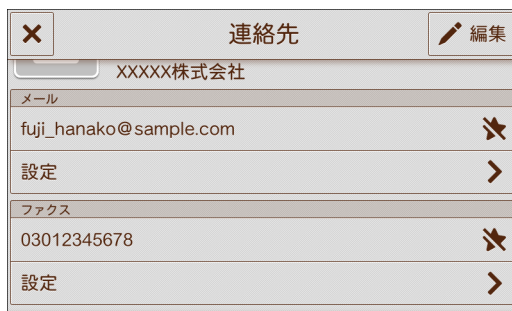 連絡先
編集
XXXXX株式会社
メール
fuji_hanako@sample.com
設定
ファクス
03012345678
設定